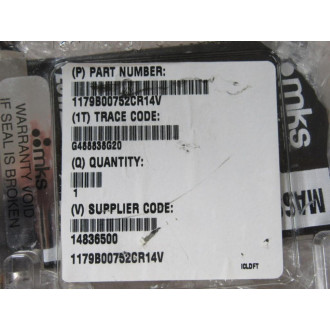 (P) PART NUMBER:
1179B00752CR14V
(1T) TRACE CODE:
G488838G20
(Q) QUANTITY:
1
(V) SUPPLIER CODE:
14836500
1179B00752CR14V
mks
WARRANTY VOID
IF SEAL IS BROKEN
mks
MAS